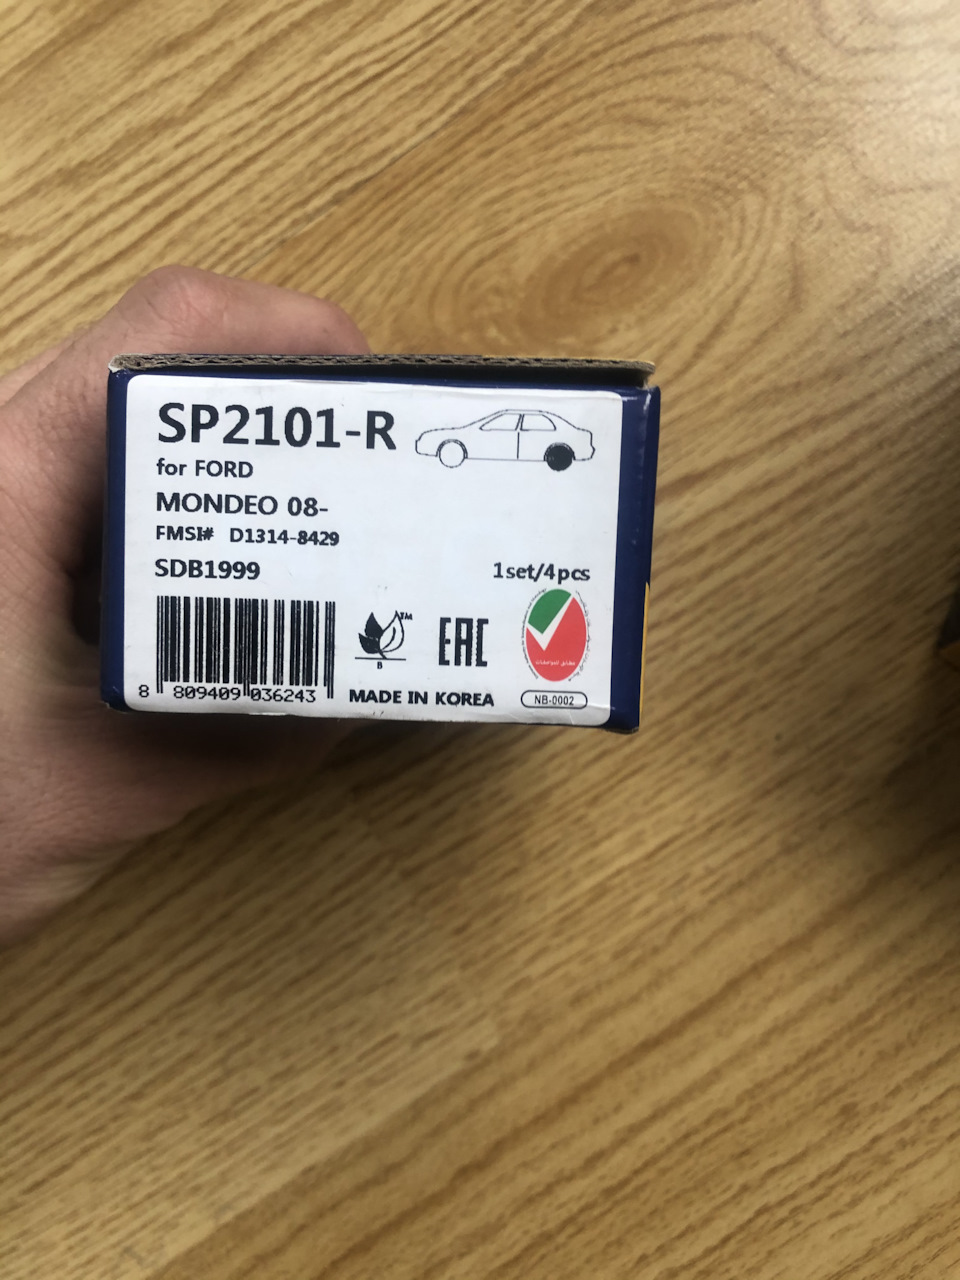 SP2101-R
for FORD
MONDEO 08-
FMSI# D1314-8429
SDB1999
1set/4pcs
TM
B
EAC
8 809409 036243
MADE IN KOREA
NB-0002